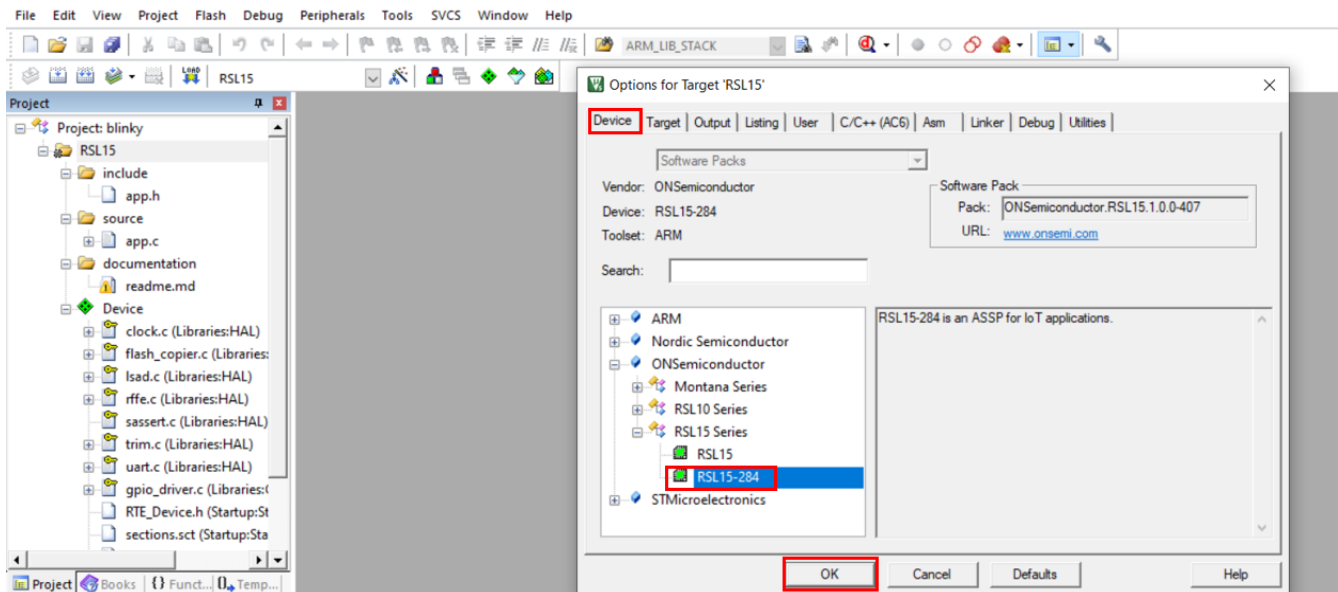 File Edit View Project Flash Debug Peripherals Tools SVCS Window Help
ARM_LIB_STACK
LOAD RSL15
Project
Project: blinky
RSL15
include
app.h
source
app.c
documentation
readme.md
Device
clock.c (Libraries:HAL)
flash_copier.c (Libraries:
lsad.c (Libraries:HAL)
rffe.c (Libraries:HAL)
sassert.c (Libraries:HAL)
trim.c (Libraries:HAL)
uart.c (Libraries:HAL)
gpio_driver.c (Libraries:(
RTE_Device.h (Startup:St
sections.sct (Startup:Sta
Project Books {} Funct... 0 Temp...
Options for Target 'RSL15'
Device Target Output Listing User C/C++ (AC6) Asm Linker Debug Utilities
Software Packs
Vendor: ONSemiconductor
Device: RSL15-284
Toolset: ARM
Search:
Software Pack
Pack: ONSemiconductor.RSL15.1.0.0-407
URL: www.onsemi.com
ARM
Nordic Semiconductor
ONSemiconductor
Montana Series
RSL10 Series
RSL15 Series
RSL15
RSL15-284
STMicroelectronics
RSL15-284 is an ASSP for IoT applications.
OK Cancel Defaults Help